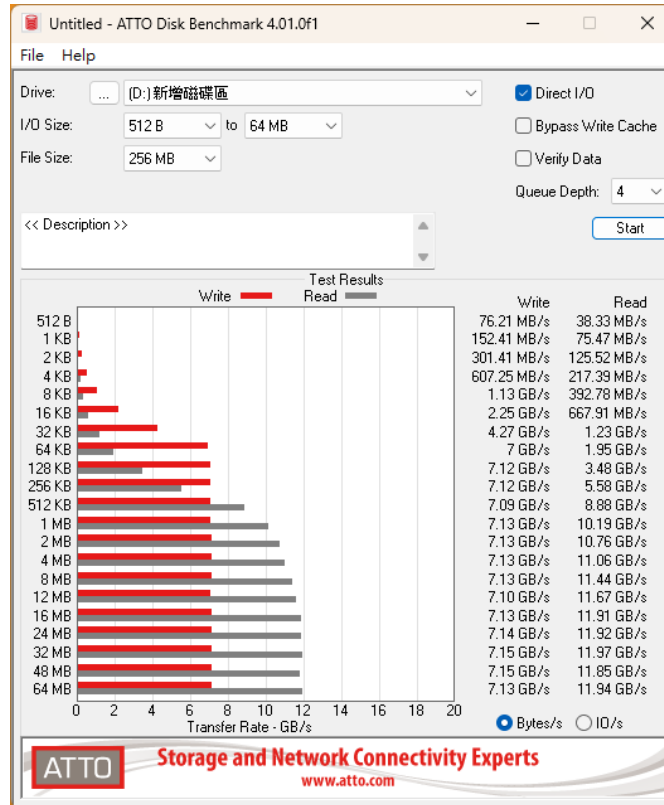 Untitled - ATTO Disk Benchmark 4.01.0f1
File Help
Drive: ... (D:)新增磁碟區
Direct I/O
I/O Size: 512 B to 64 MB
Bypass Write Cache
File Size: 256 MB
Verify Data
Queue Depth: 4
<< Description >>
Start
Test Results
Write Read
Write Read
512 B 76.21 MB/s 38.33 MB/s
1 KB 152.41 MB/s 75.47 MB/s
2 KB 301.41 MB/s 125.52 MB/s
4 KB 607.25 MB/s 217.39 MB/s
8 KB 1.13 GB/s 392.78 MB/s
16 KB 2.25 GB/s 667.91 MB/s
32 KB 4.27 GB/s 1.23 GB/s
64 KB 7 GB/s 1.95 GB/s
128 KB 7.12 GB/s 3.48 GB/s
256 KB 7.12 GB/s 5.58 GB/s
512 KB 7.09 GB/s 8.88 GB/s
1 MB 7.13 GB/s 10.19 GB/s
2 MB 7.13 GB/s 10.76 GB/s
4 MB 7.13 GB/s 11.06 GB/s
8 MB 7.13 GB/s 11.44 GB/s
12 MB 7.10 GB/s 11.67 GB/s
16 MB 7.13 GB/s 11.91 GB/s
24 MB 7.14 GB/s 11.92 GB/s
32 MB 7.15 GB/s 11.97 GB/s
48 MB 7.15 GB/s 11.85 GB/s
64 MB 7.13 GB/s 11.94 GB/s
0 2 4 6 8 10 12 14 16 18 20
Transfer Rate - GB/s
Bytes/s IO/s
ATTO
Storage and Network Connectivity Experts
www.atto.com